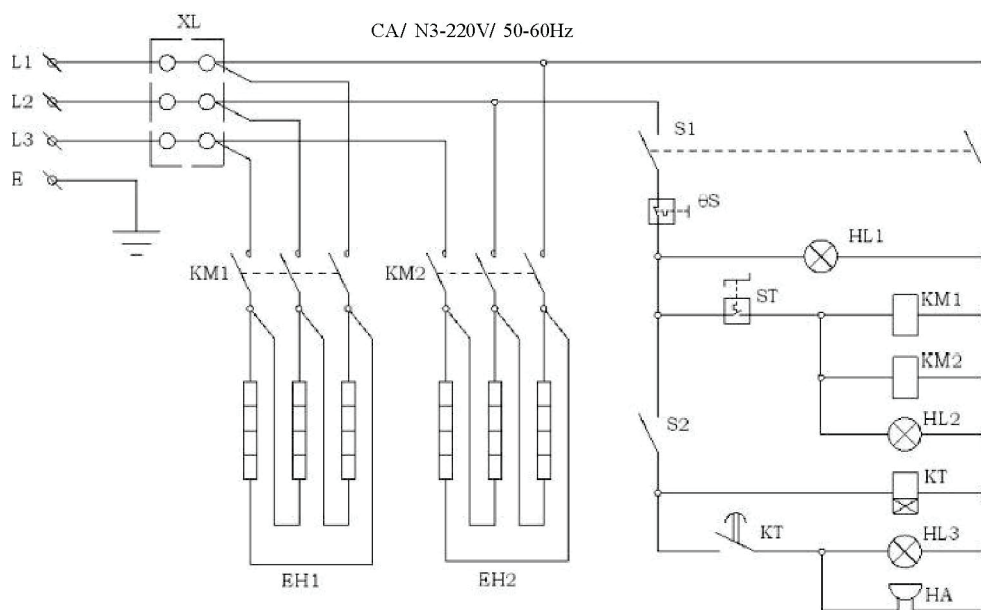 XL
CA/ N3-220V/ 50-60Hz
L1
L2
L3
E
S1
θS
HL1
KM1
KM2
ST
KM1
KM2
S2
HL2
KT
KT
HL3
EH1
EH2
HA